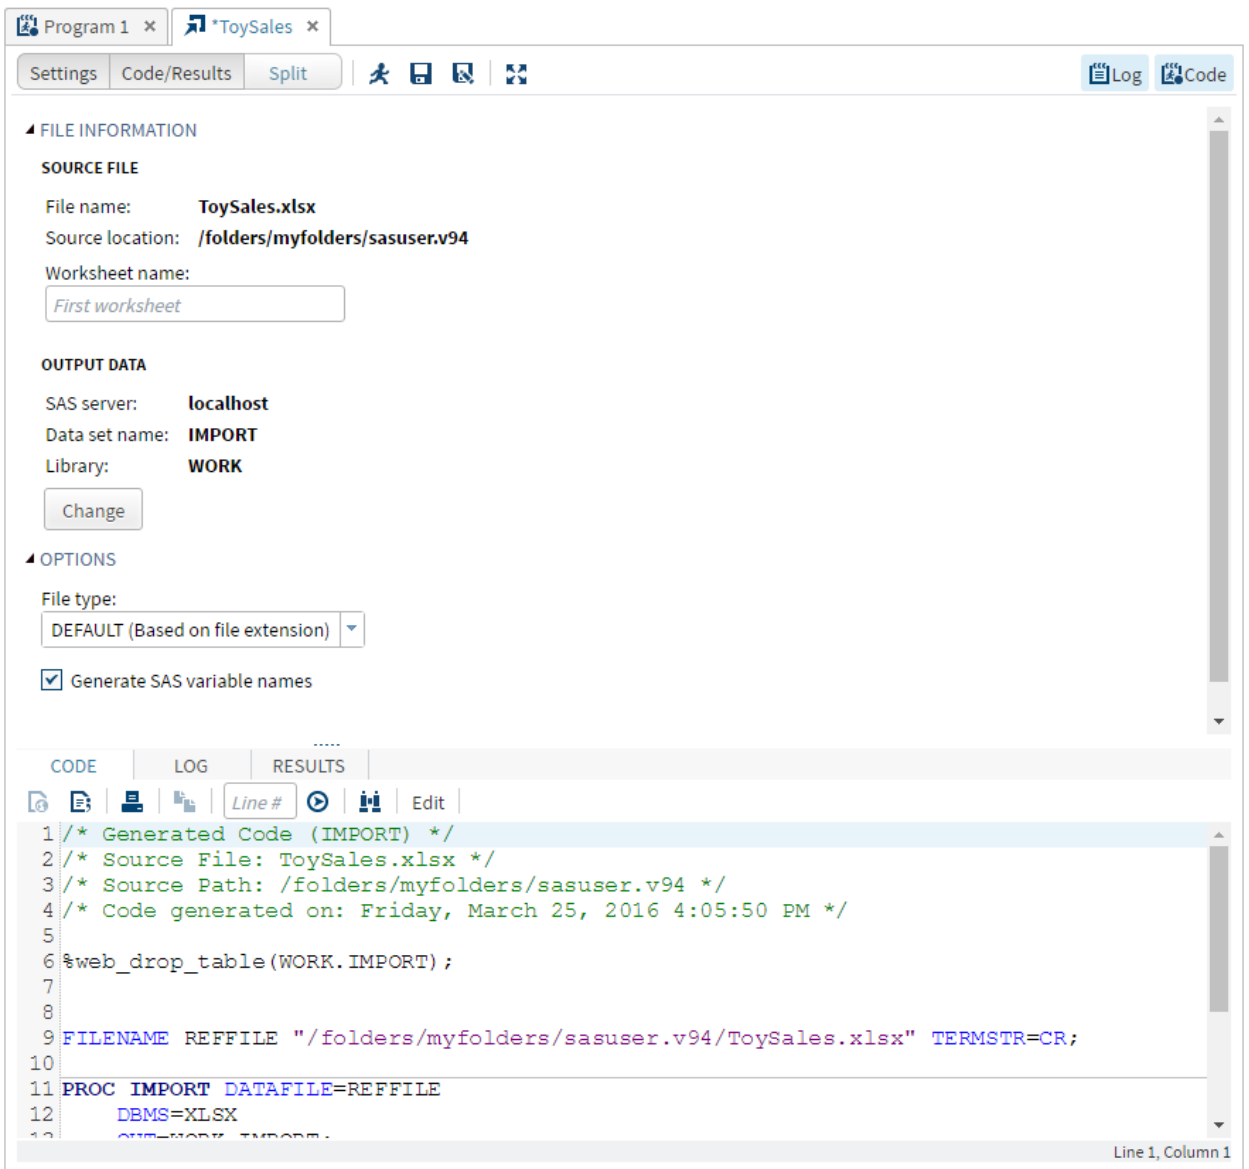 Program 1 ×
*ToySales ×
Settings Code/Results Split
Log Code
FILE INFORMATION
SOURCE FILE
File name: ToySales.xlsx
Source location: /folders/myfolders/sasuser.v94
Worksheet name:
First worksheet
OUTPUT DATA
SAS server: localhost
Data set name: IMPORT
Library: WORK
Change
OPTIONS
File type:
DEFAULT (Based on file extension)
Generate SAS variable names
CODE LOG RESULTS
Line # Edit
1 /* Generated Code (IMPORT) */
2 /* Source File: ToySales.xlsx */
3 /* Source Path: /folders/myfolders/sasuser.v94 */
4 /* Code generated on: Friday, March 25, 2016 4:05:50 PM */
5
6 %web_drop_table(WORK.IMPORT);
7
8
9 FILENAME REFFILE "/folders/myfolders/sasuser.v94/ToySales.xlsx" TERMSTR=CR;
10
11 PROC IMPORT DATAFILE=REFFILE
12 DBMS=XLSX
13 OUT=WORK.IMPORT;
Line 1, Column 1